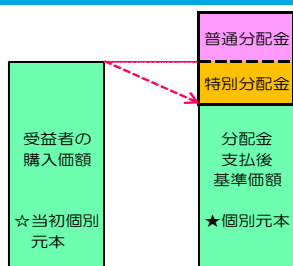 普通分配金
特別分配金
受益者の
購入価額
☆当初個別
元本
分配金
支払後
基準価額
★個別元本